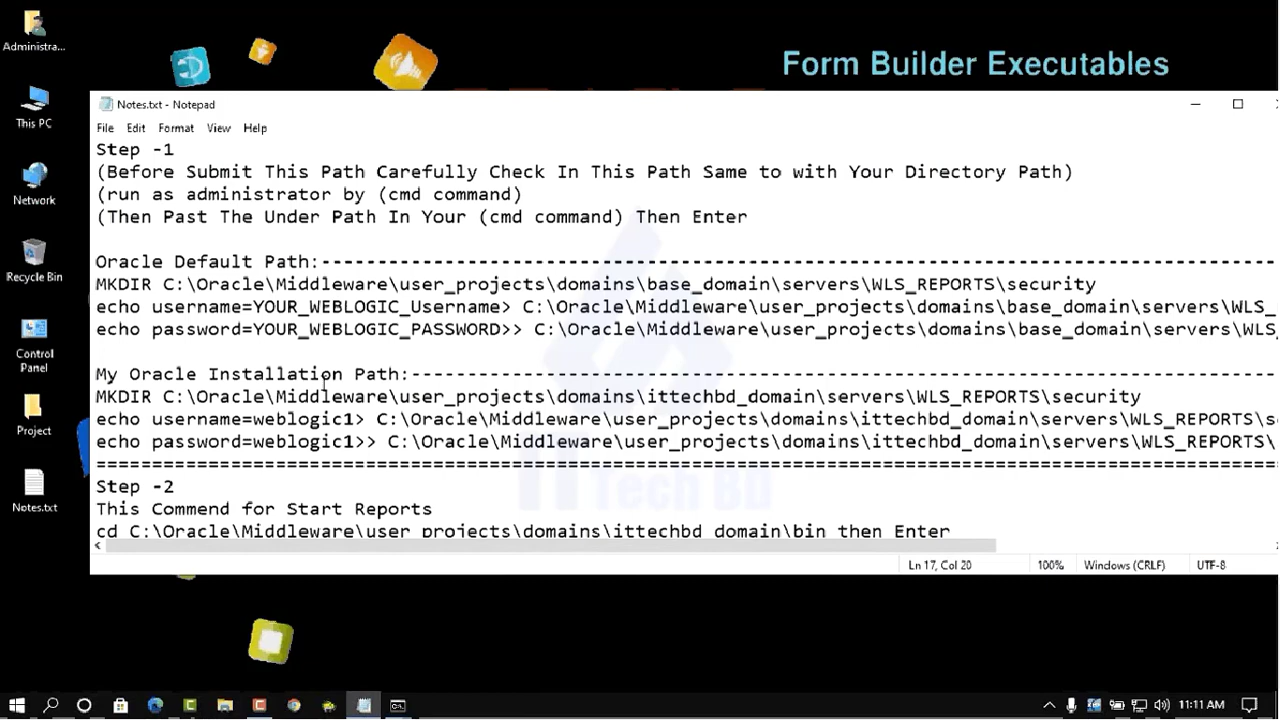 Administra...
This PC
Network
Recycle Bin
Control
Panel
Project
Notes.txt
Form Builder Executables
Notes.txt - Notepad
File Edit Format View Help
Step -1
(Before Submit This Path Carefully Check In This Path Same to with Your Directory Path)
(run as administrator by (cmd command)
(Then Past The Under Path In Your (cmd command) Then Enter
Oracle Default Path:-------------------------------------------------------------------------------------
MKDIR C:\Oracle\Middleware\user_projects\domains\base_domain\servers\WLS_REPORTS\security
echo username=YOUR_WEBLOGIC_Username> C:\Oracle\Middleware\user_projects\domains\base_domain\servers\WLS_
echo password=YOUR_WEBLOGIC_PASSWORD>> C:\Oracle\Middleware\user_projects\domains\base_domain\servers\WLS
My Oracle Installation Path:-----------------------------------------------------------------------------
MKDIR C:\Oracle\Middleware\user_projects\domains\ittechbd_domain\servers\WLS_REPORTS\security
echo username=weblogic1> C:\Oracle\Middleware\user_projects\domains\ittechbd_domain\servers\WLS_REPORTS\s
echo password=weblogic1>> C:\Oracle\Middleware\user_projects\domains\ittechbd_domain\servers\WLS_REPORTS\
=========================================================================================================
Step -2
This Commend for Start Reports
cd C:\Oracle\Middleware\user_projects\domains\ittechbd_domain\bin then Enter
IT Tech BD
Ln 17, Col 20 100% Windows (CRLF) UTF-8
11:11 AM